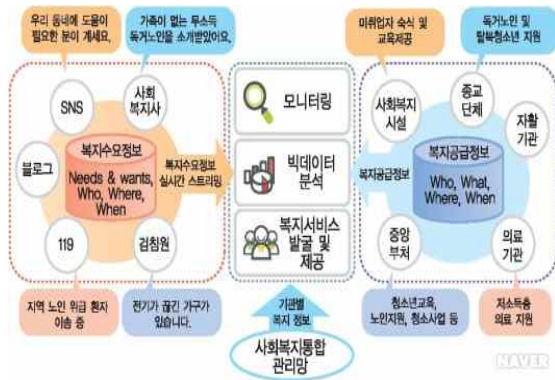 우리 동네에 도움이
필요한 분이 계세요.
가족이 없는 무소득
독거노인을 소개받았어요.
SNS
사회
복지사
블로그
복지수요정보
Needs & wants,
Who, Where,
When
119
검침원
지역 노인 위급 환자
이송 중
전기가 끊긴 가구가
있습니다.
복지수요정보
실시간 스트리밍
모니터링
빅데이터
분석
복지서비스
발굴 및
제공
기관별
복지 정보
사회복지통합
관리망
미취업자 숙식 및
교육제공
독거노인 및
탈북청소년 지원
사회복지
시설
종교
단체
자활
기관
복지공급정보
복지공급정보
Who, What,
Where, When
중앙
부처
의료
기관
청소년교육,
노인지원, 청소사업 등
저소득층
의료 지원
NAVER